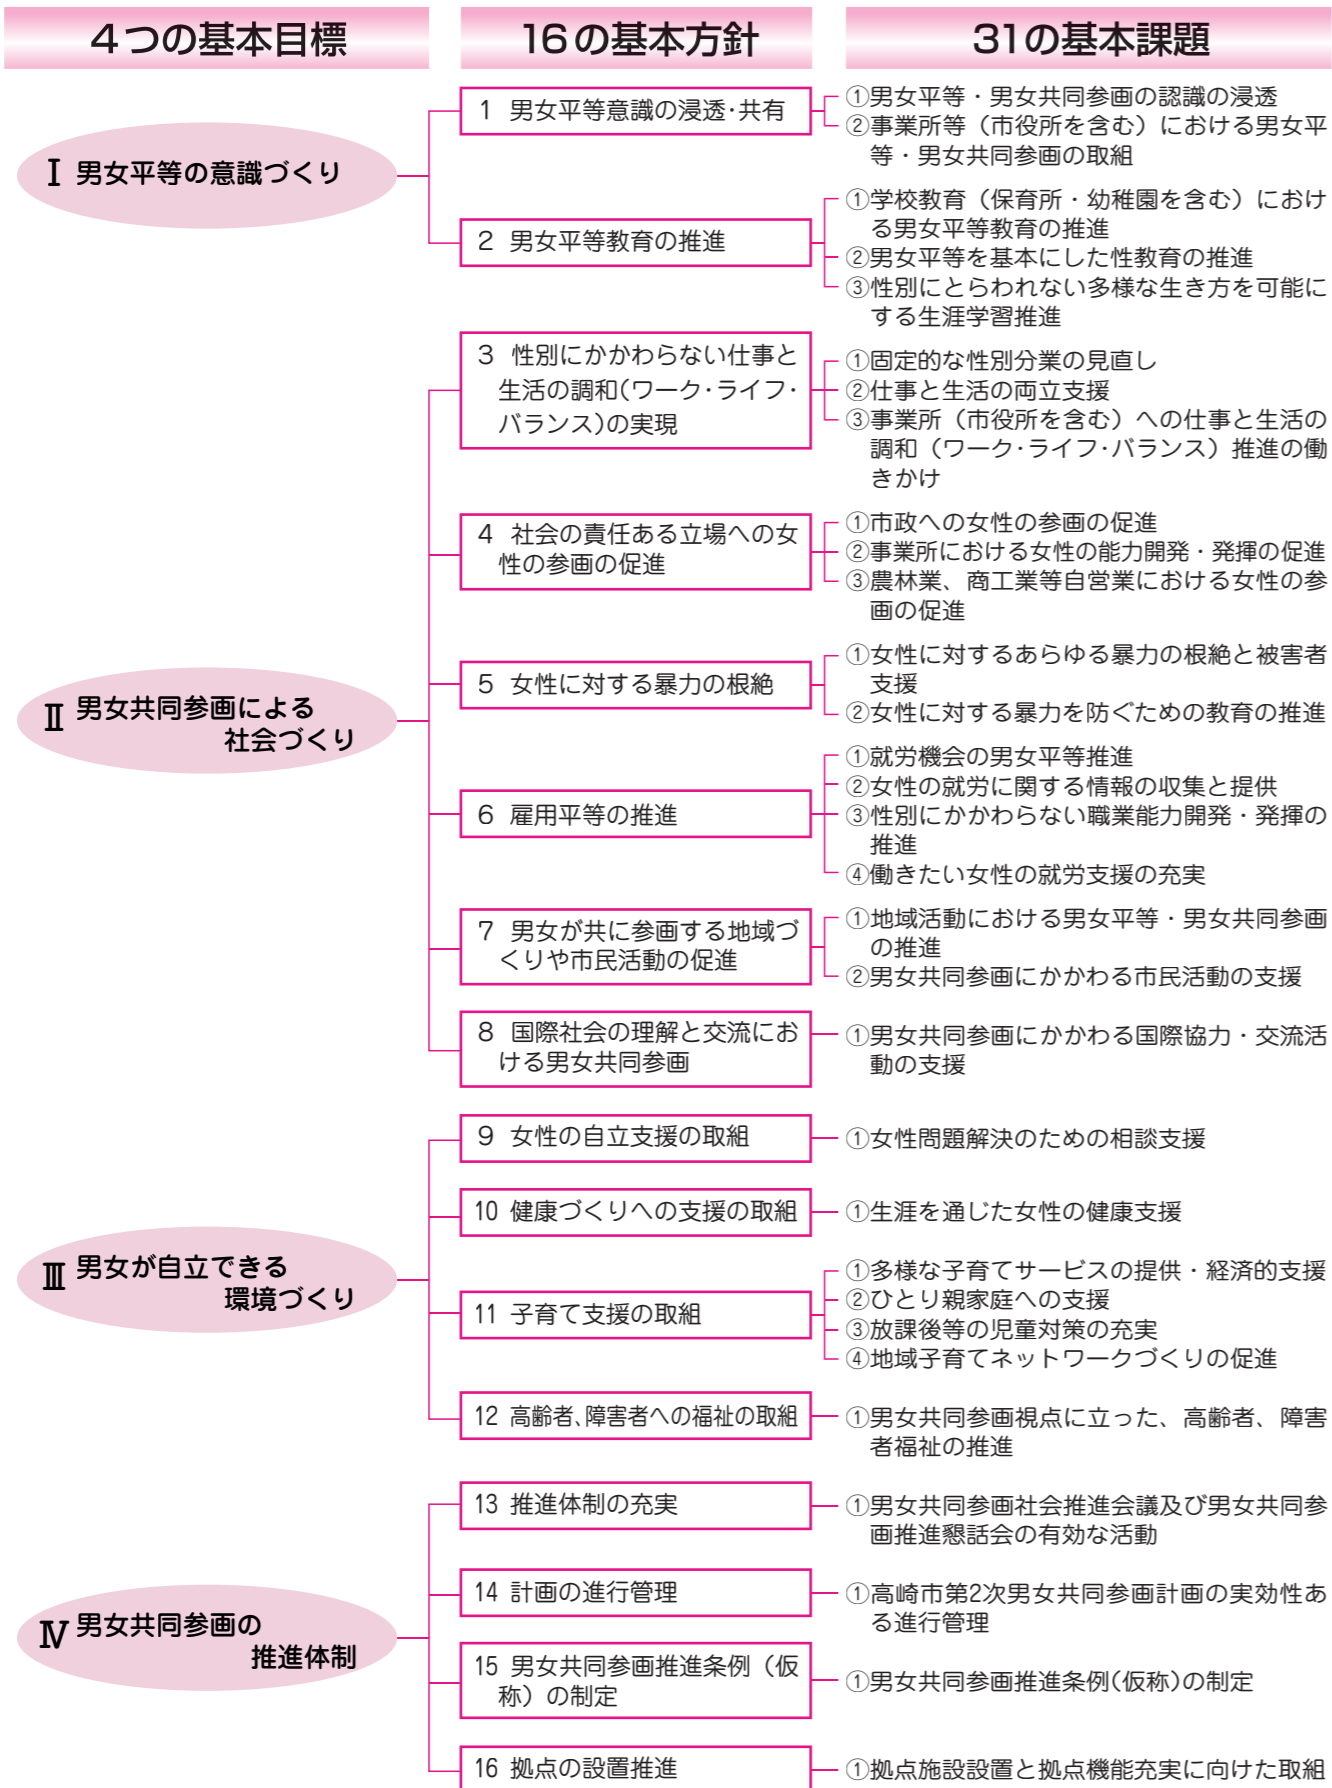 4つの基本目標
16の基本方針
31の基本課題
Ⅰ 男女平等の意識づくり
1 男女平等意識の浸透・共有
①男女平等・男女共同参画の認識の浸透
②事業所等（市役所を含む）における男女平
等・男女共同参画の取組
2 男女平等教育の推進
①学校教育（保育所・幼稚園を含む）におけ
る男女平等教育の推進
②男女平等を基本にした性教育の推進
③性別にとらわれない多様な生き方を可能に
する生涯学習推進
Ⅱ 男女共同参画による
社会づくり
3 性別にかかわらない仕事と
生活の調和(ワーク・ライフ・
バランス)の実現
①固定的な性別分業の見直し
②仕事と生活の両立支援
③事業所（市役所を含む）への仕事と生活の
調和（ワーク・ライフ・バランス）推進の働
きかけ
4 社会の責任ある立場への女
性の参画の促進
①市政への女性の参画の促進
②事業所における女性の能力開発・発揮の促進
③農林業、商工業等自営業における女性の参
画の促進
5 女性に対する暴力の根絶
①女性に対するあらゆる暴力の根絶と被害者
支援
②女性に対する暴力を防ぐための教育の推進
6 雇用平等の推進
①就労機会の男女平等推進
②女性の就労に関する情報の収集と提供
③性別にかかわらない職業能力開発・発揮の
推進
④働きたい女性の就労支援の充実
7 男女が共に参画する地域づ
くりや市民活動の促進
①地域活動における男女平等・男女共同参画
の推進
②男女共同参画にかかわる市民活動の支援
8 国際社会の理解と交流にお
ける男女共同参画
①男女共同参画にかかわる国際協力・交流活
動の支援
Ⅲ 男女が自立できる
環境づくり
9 女性の自立支援の取組
①女性問題解決のための相談支援
10 健康づくりへの支援の取組
①生涯を通じた女性の健康支援
11 子育て支援の取組
①多様な子育てサービスの提供・経済的支援
②ひとり親家庭への支援
③放課後等の児童対策の充実
④地域子育てネットワークづくりの促進
12 高齢者、障害者への福祉の取組
①男女共同参画視点に立った、高齢者、障害
者福祉の推進
Ⅳ 男女共同参画の
推進体制
13 推進体制の充実
①男女共同参画社会推進会議及び男女共同参
画推進懇話会の有効な活動
14 計画の進行管理
①高崎市第2次男女共同参画計画の実効性あ
る進行管理
15 男女共同参画推進条例（仮
称）の制定
①男女共同参画推進条例(仮称)の制定
16 拠点の設置推進
①拠点施設設置と拠点機能充実に向けた取組